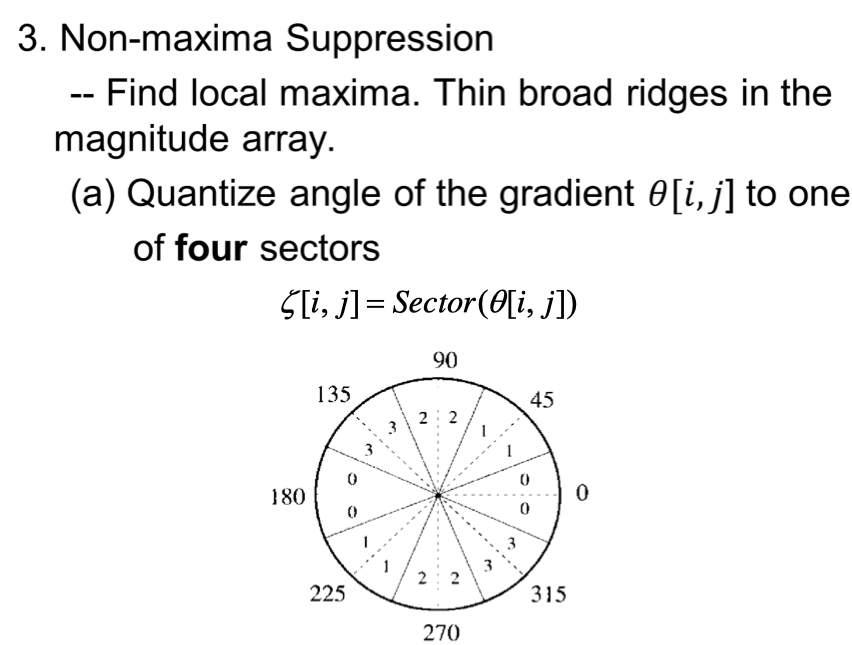 3. Non-maxima Suppression
-- Find local maxima. Thin broad ridges in the
magnitude array.
(a) Quantize angle of the gradient θ[i, j] to one
of four sectors
ζ[i, j] = Sector(θ[i, j])
90
135
45
3 2 2 1
3 1
0 0
180
0
0 0
1 3
1 3
2 2
225
315
270